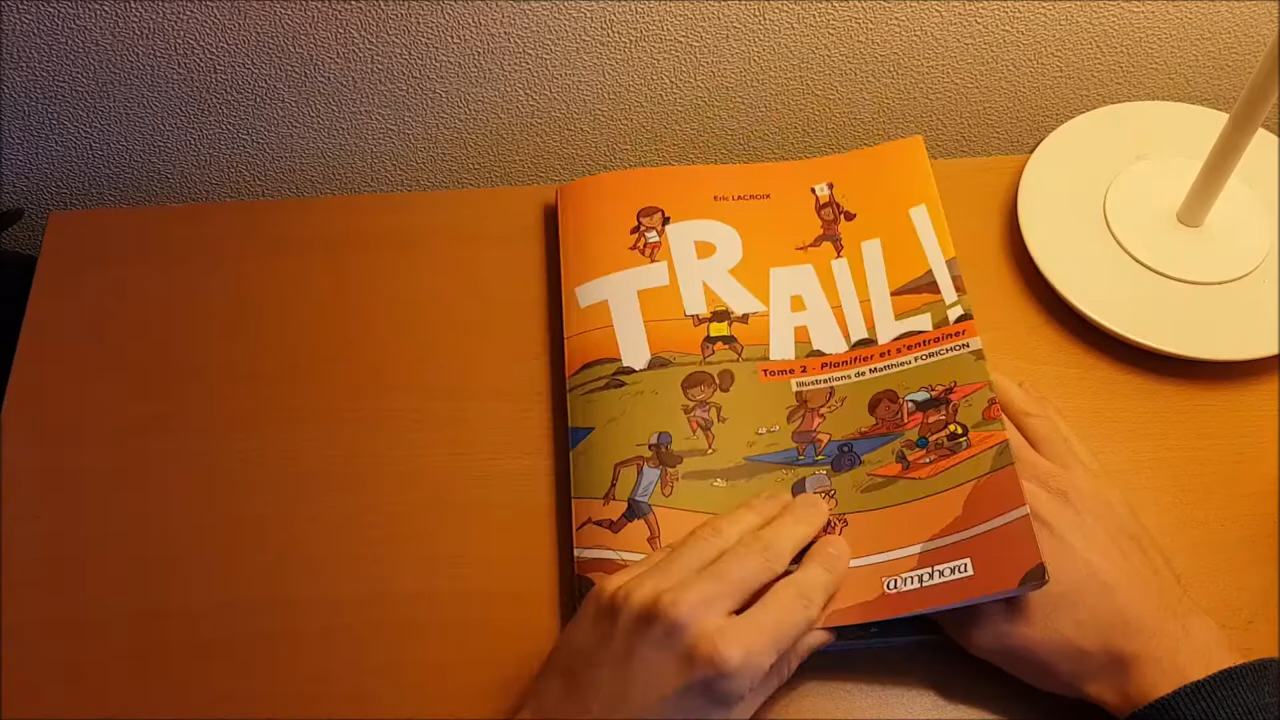 Eric LACROIX
TRAIL!
Tome 2 - Planifier et s'entraîner
Illustrations de Matthieu FORICHON
@mphora